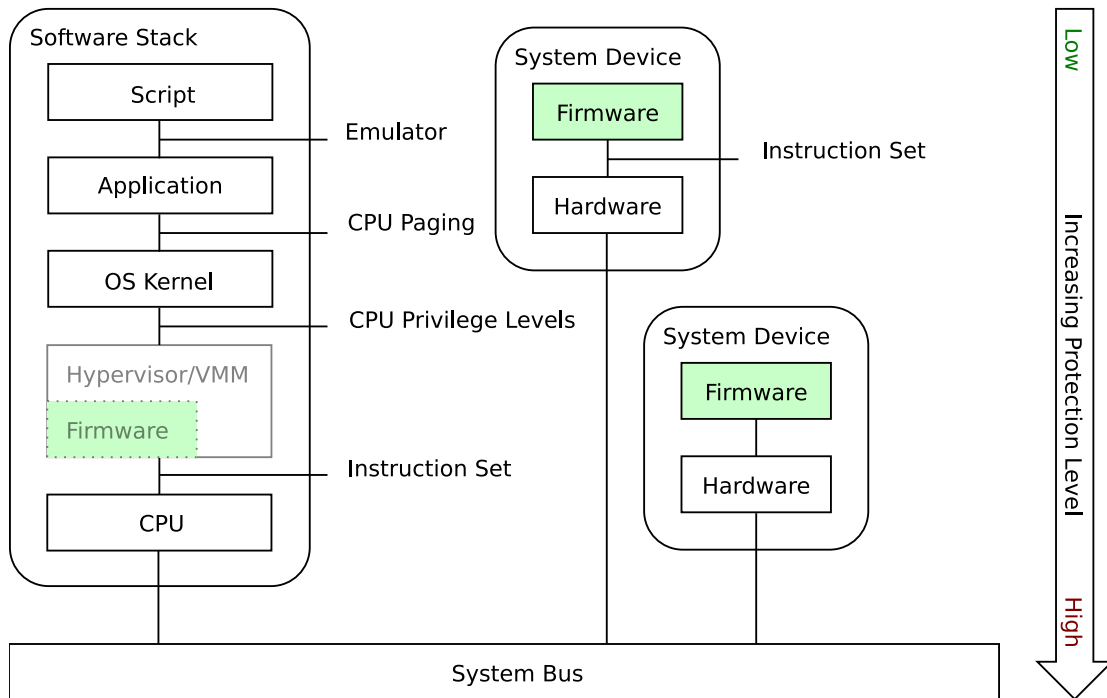 Software Stack
Script
Emulator
Application
CPU Paging
OS Kernel
CPU Privilege Levels
Hypervisor/VMM
Firmware
Instruction Set
CPU
System Device
Firmware
Instruction Set
Hardware
System Device
Firmware
Hardware
System Bus
Low
Increasing Protection Level
High